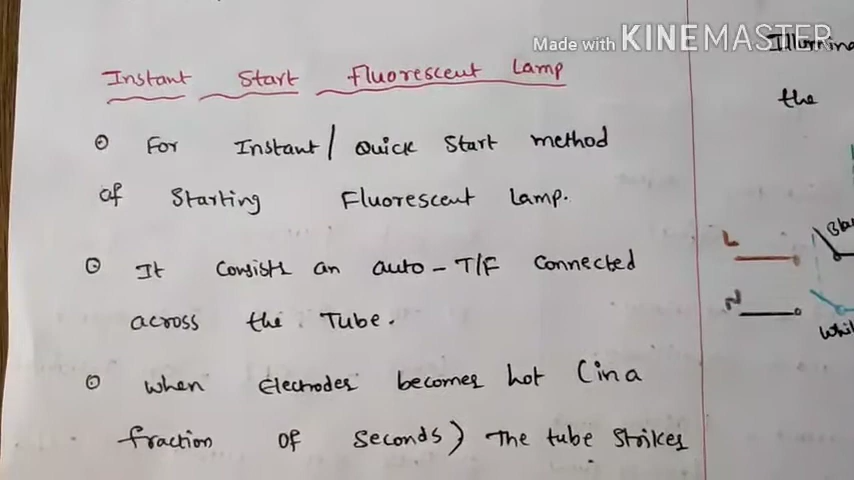 Made with KINEMASTER
Instant Start Fluorescent Lamp
For Instant/ Quick Start method
of Starting Fluorescent Lamp.
It Consists an auto-T/F Connected
across the Tube.
When Electrodes becomes hot (in a
fraction of Seconds) The tube Strikes
the
L
N